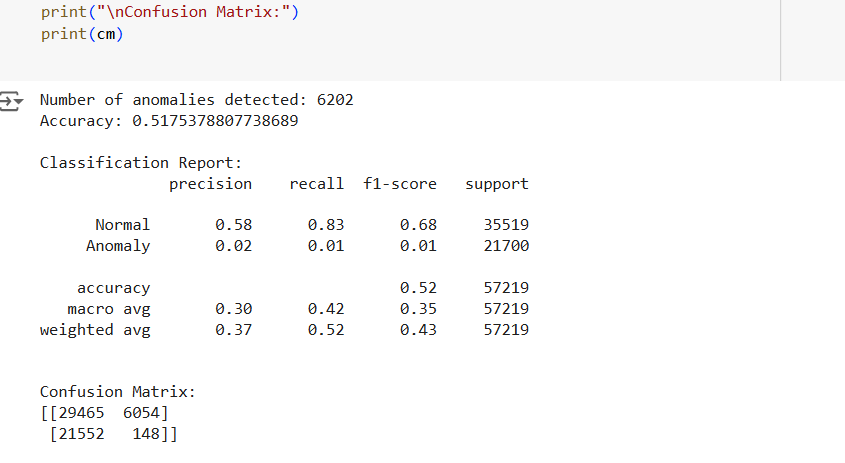 print("\nConfusion Matrix:")
print(cm)
Number of anomalies detected: 6202
Accuracy: 0.5175378807738689
Classification Report:
precision recall f1-score support
Normal 0.58 0.83 0.68 35519
Anomaly 0.02 0.01 0.01 21700
accuracy 0.52 57219
macro avg 0.30 0.42 0.35 57219
weighted avg 0.37 0.52 0.43 57219
Confusion Matrix:
[[29465 6054]
[21552 148]]